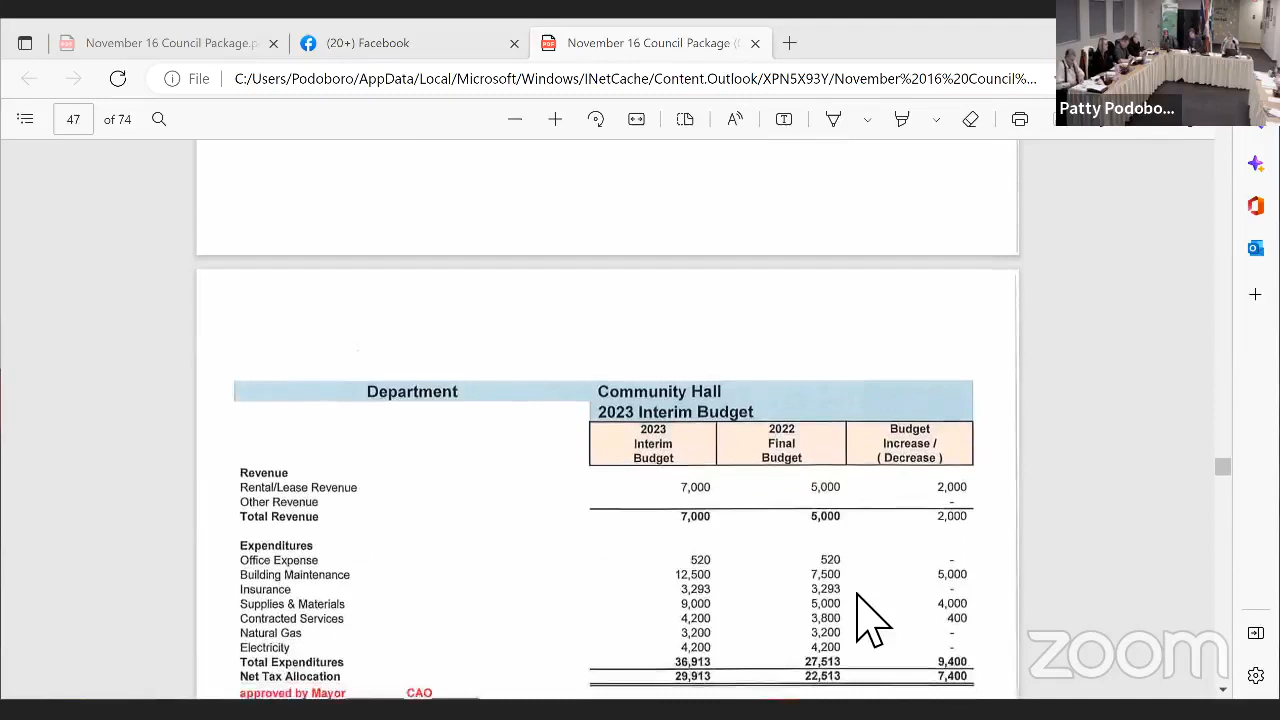 November 16 Council Package.p
(20+) Facebook
November 16 Council Package (
File
C:/Users/Podoboro/AppData/Local/Microsoft/Windows/INetCache/Content.Outlook/XPN5X93Y/November%2016%20Council%...
Patty Podobo...
47 of 74
Department
Community Hall
2023 Interim Budget
2023 Interim Budget
2022 Final Budget
Budget Increase / ( Decrease )
Revenue
Rental/Lease Revenue 7,000 5,000 2,000
Other Revenue -
Total Revenue 7,000 5,000 2,000
Expenditures
Office Expense 520 520 -
Building Maintenance 12,500 7,500 5,000
Insurance 3,293 3,293 -
Supplies & Materials 9,000 5,000 4,000
Contracted Services 4,200 3,800 400
Natural Gas 3,200 3,200 -
Electricity 4,200 4,200 -
Total Expenditures 36,913 27,513 9,400
Net Tax Allocation 29,913 22,513 7,400
approved by Mayor ________ CAO
zoom